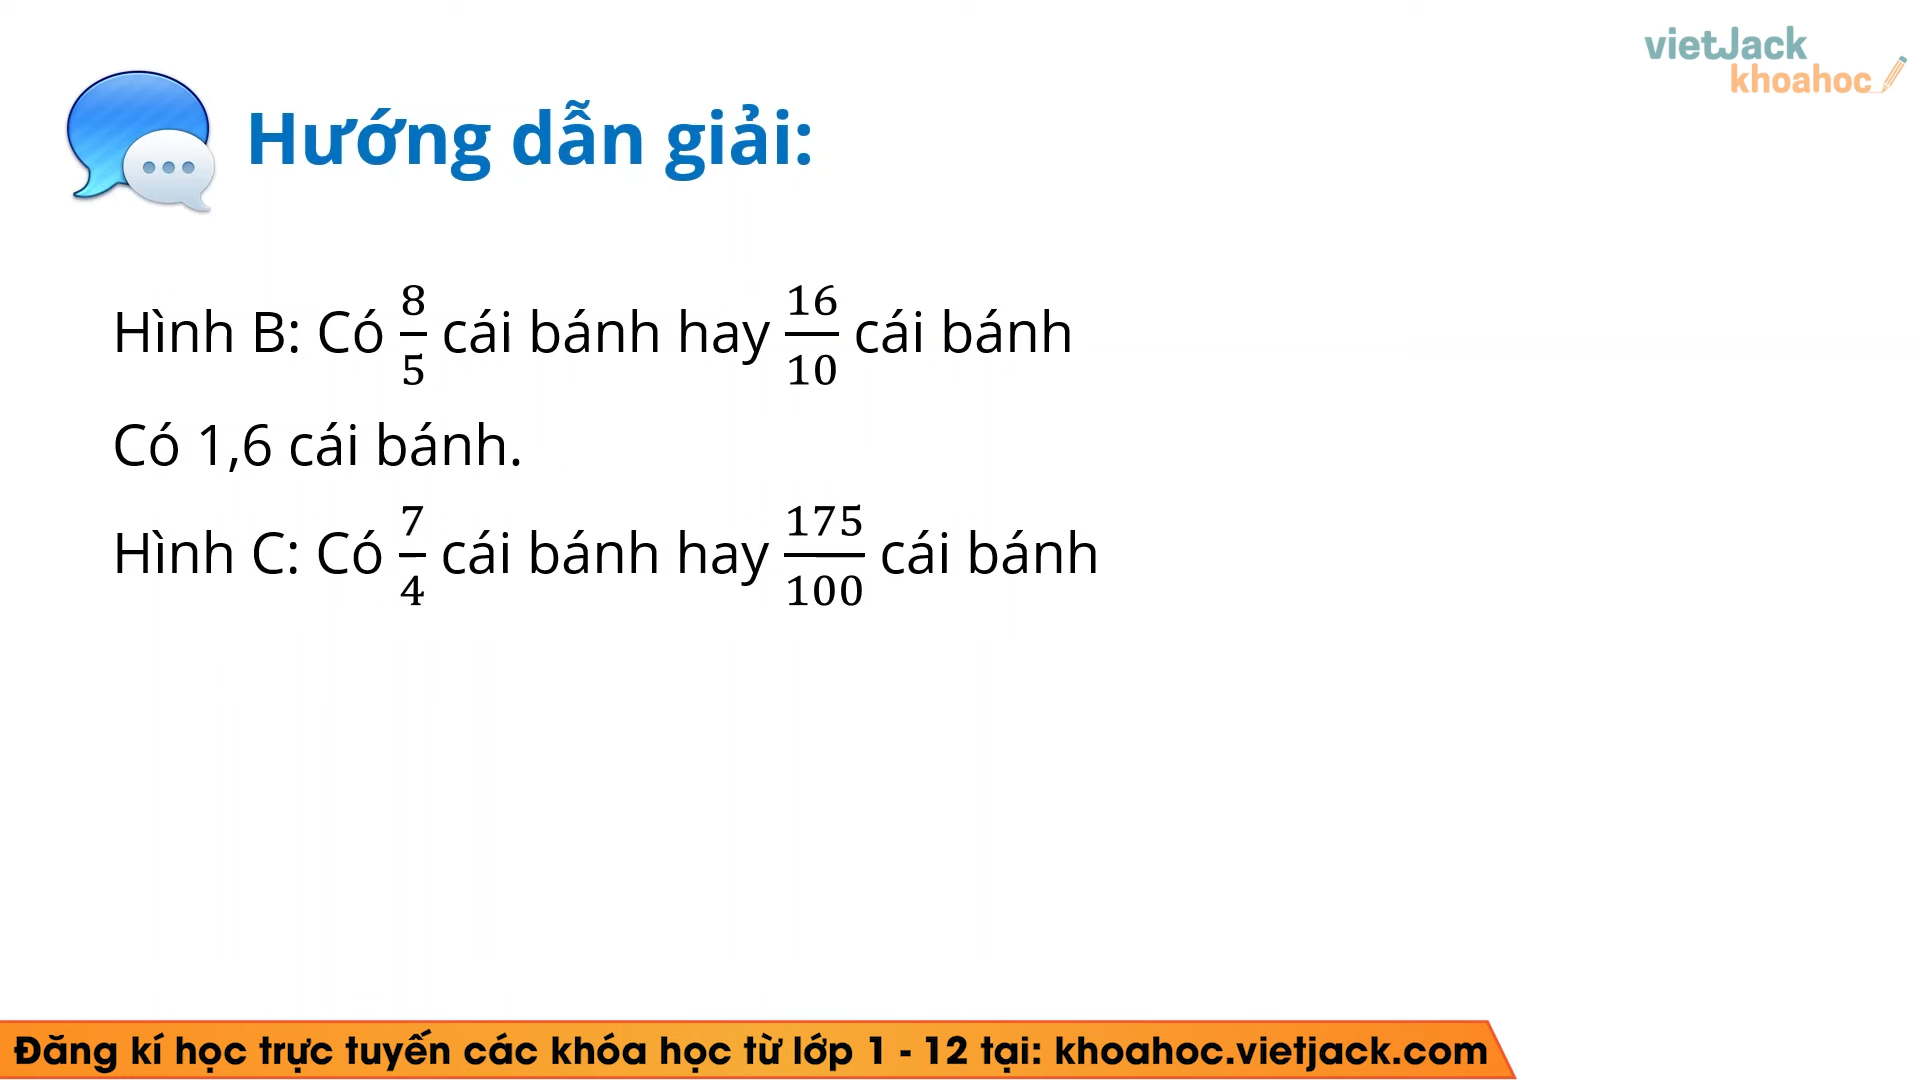 vietJack
khoahoc
Hướng dẫn giải:
Hình B: Có 8/5 cái bánh hay 16/10 cái bánh
Có 1,6 cái bánh.
Hình C: Có 7/4 cái bánh hay 175/100 cái bánh
Đăng kí học trực tuyến các khóa học từ lớp 1 - 12 tại: khoahoc.vietjack.com